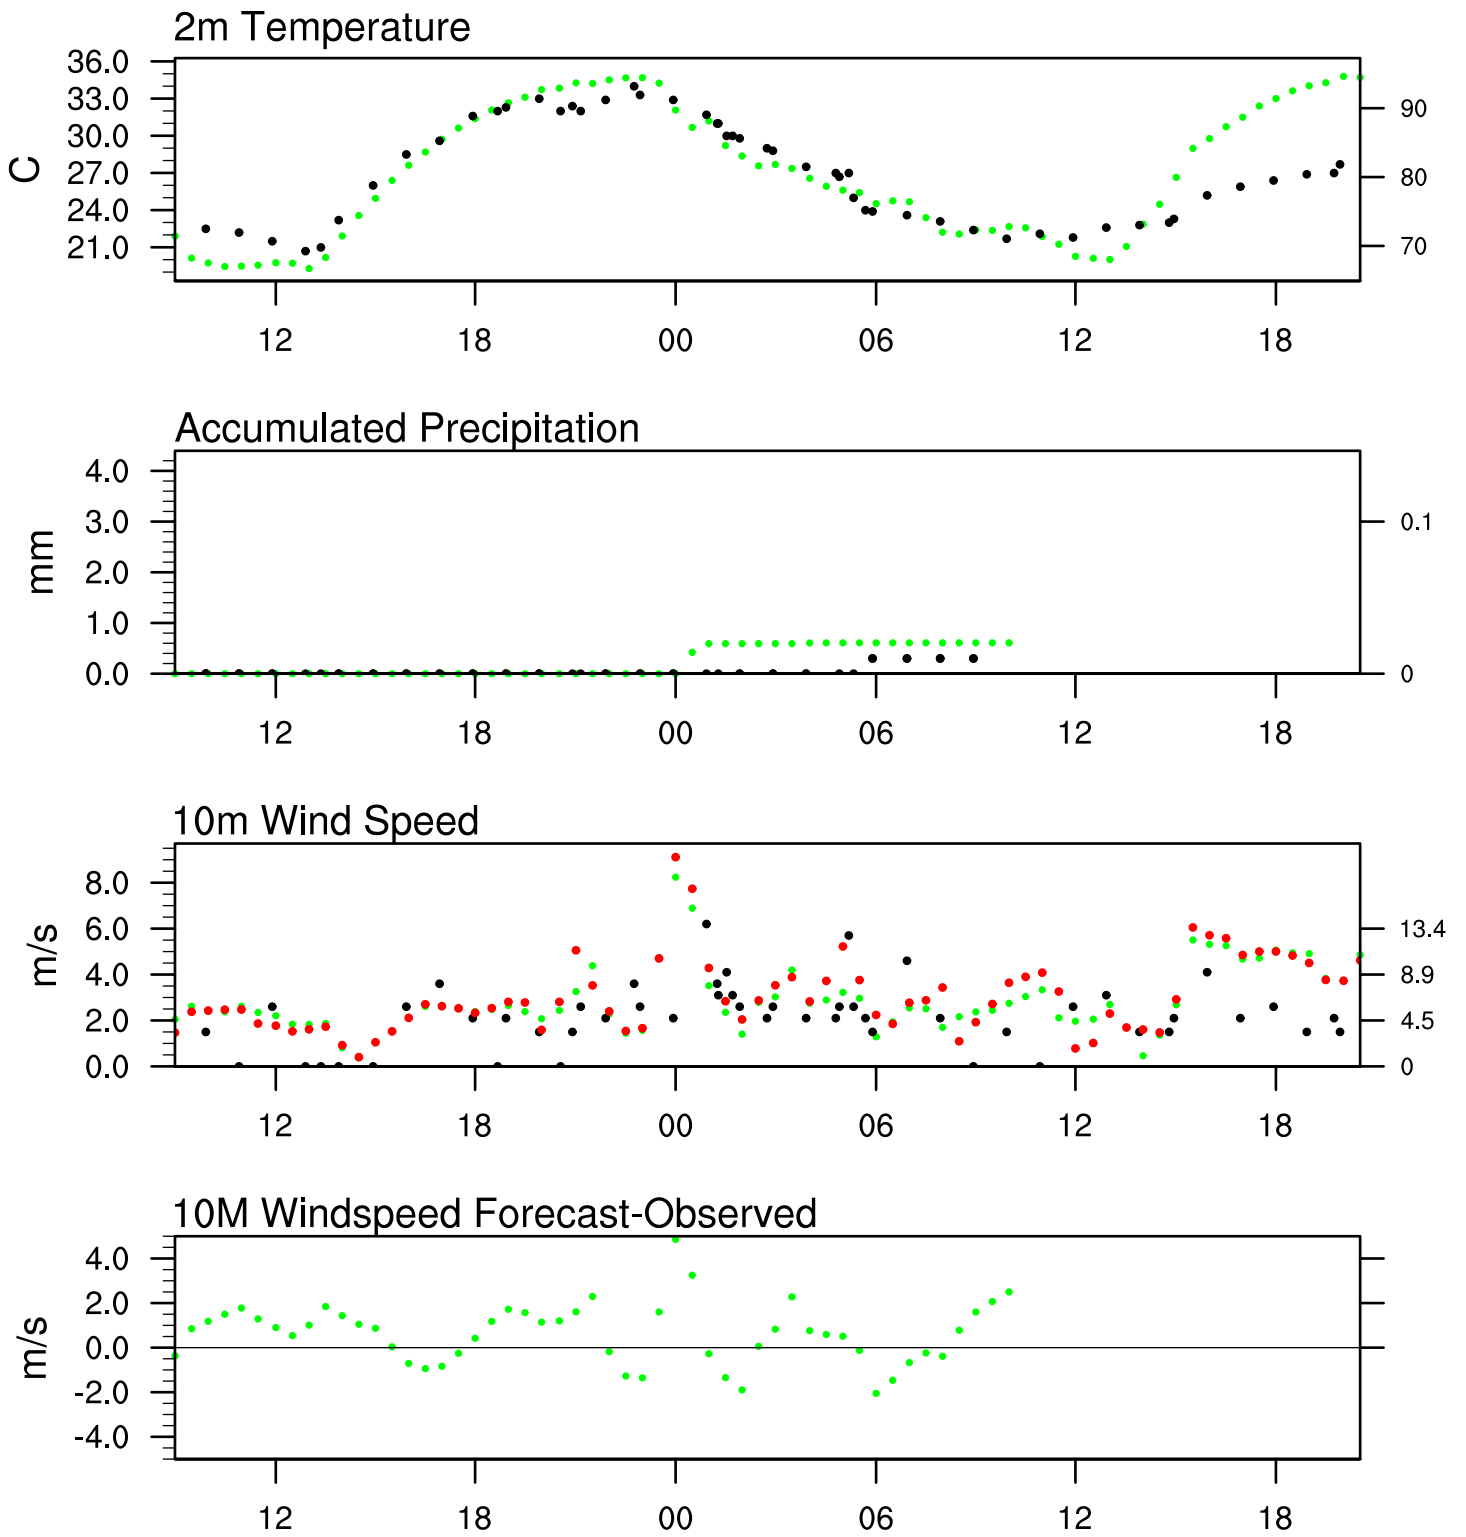 2m Temperature
36.0
33.0
30.0
27.0
24.0
21.0
C
90
80
70
12 18 00 06 12 18
Accumulated Precipitation
4.0
3.0
2.0
1.0
0.0
mm
0.1
0
12 18 00 06 12 18
10m Wind Speed
8.0
6.0
4.0
2.0
0.0
m/s
13.4
8.9
4.5
0
12 18 00 06 12 18
10M Windspeed Forecast-Observed
4.0
2.0
0.0
-2.0
-4.0
m/s
12 18 00 06 12 18